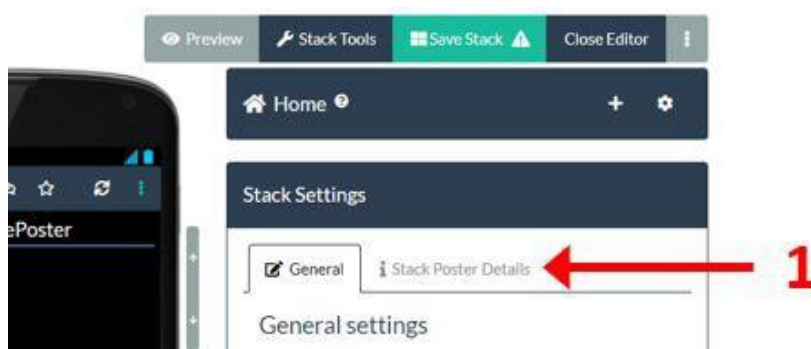 Preview Stack Tools Save Stack Close Editor
Home
Stack Settings
ePoster
General Stack Poster Details
1
General settings